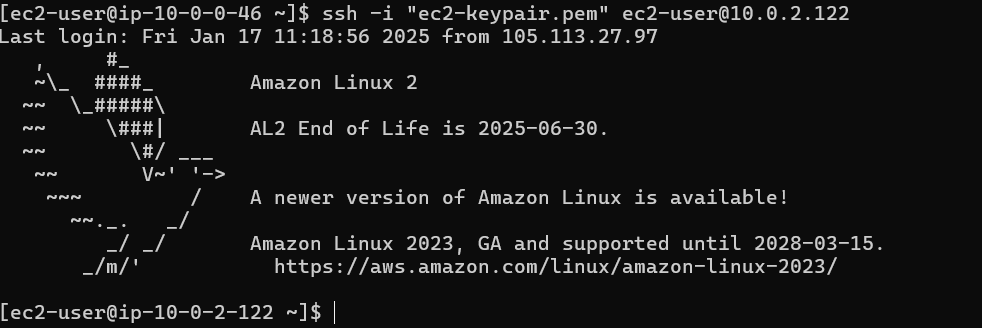 [ec2-user@ip-10-0-0-46 ~]$ ssh -i "ec2-keypair.pem" ec2-user@10.0.2.122
Last login: Fri Jan 17 11:18:56 2025 from 105.113.27.97
   ,     #_
   ~\_  ####_        Amazon Linux 2
  ~~  \_#####\
  ~~     \###|       AL2 End of Life is 2025-06-30.
  ~~       \#/ ___
   ~~       V~' '->
    ~~~         /    A newer version of Amazon Linux is available!
      ~~._.   _/
         _/ _/       Amazon Linux 2023, GA and supported until 2028-03-15.
       _/m/'           https://aws.amazon.com/linux/amazon-linux-2023/
[ec2-user@ip-10-0-2-122 ~]$